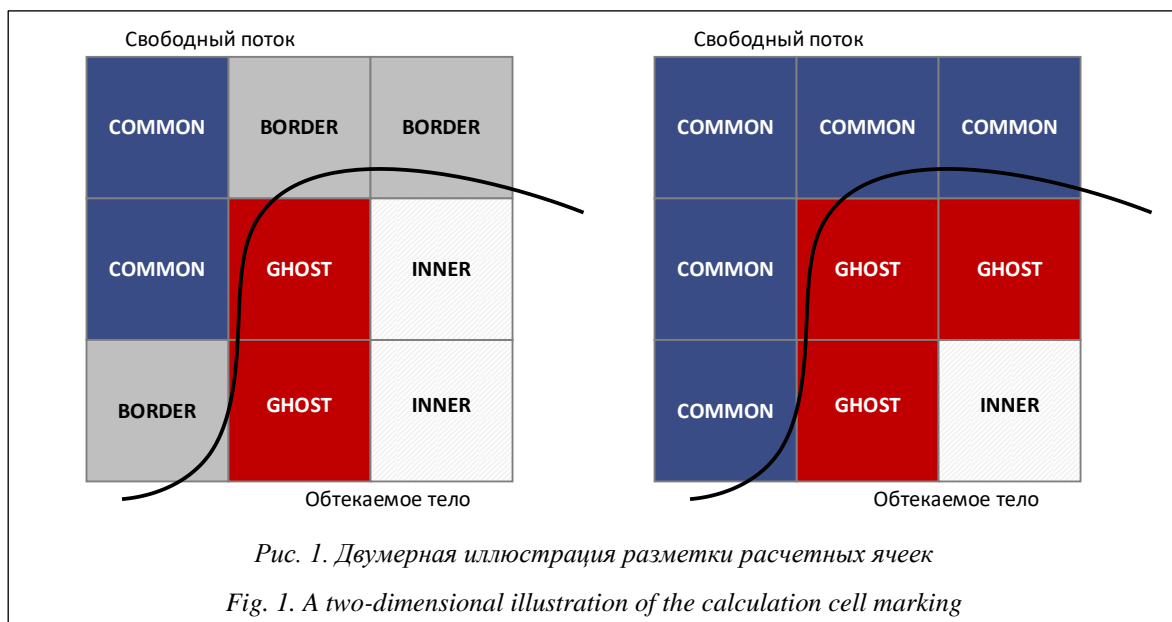 Свободный поток
COMMON BORDER BORDER
COMMON GHOST INNER
BORDER GHOST INNER
Обтекаемое тело
Свободный поток
COMMON COMMON COMMON
COMMON GHOST GHOST
COMMON GHOST INNER
Обтекаемое тело
Рис. 1. Двумерная иллюстрация разметки расчетных ячеек
Fig. 1. A two-dimensional illustration of the calculation cell marking